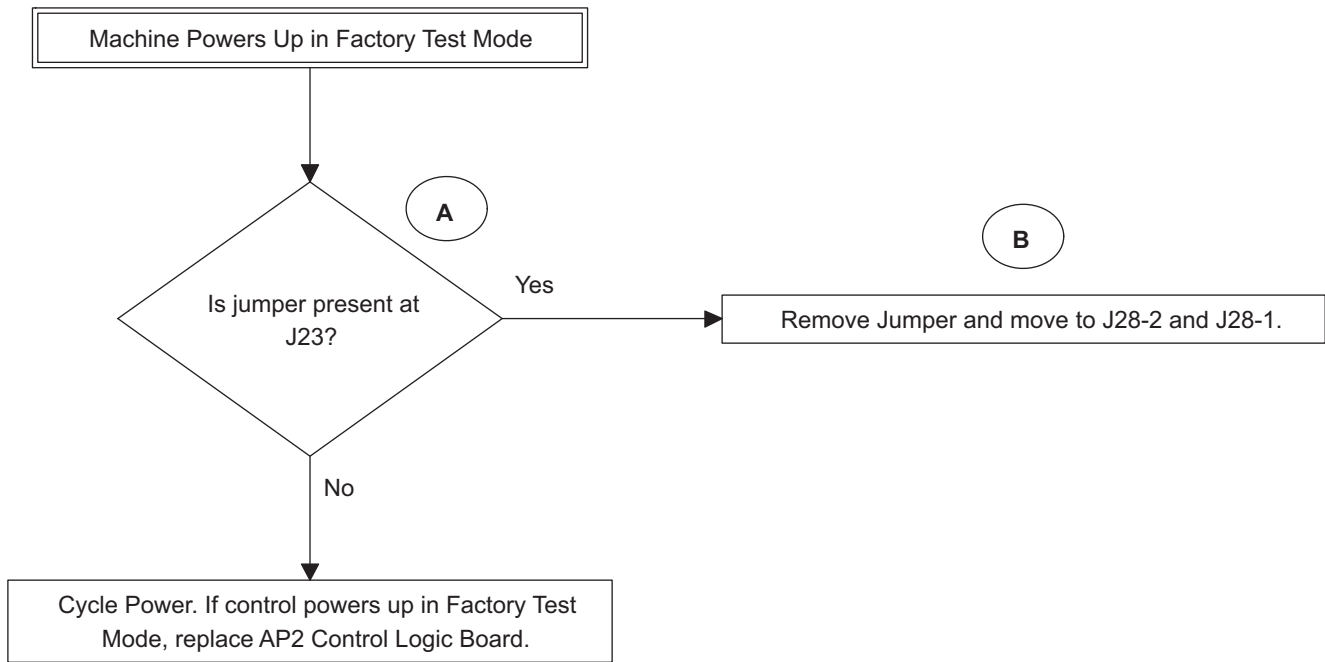 Machine Powers Up in Factory Test Mode
A
B
Is jumper present at
J23?
Yes
Remove Jumper and move to J28-2 and J28-1.
No
Cycle Power. If control powers up in Factory Test
Mode, replace AP2 Control Logic Board.